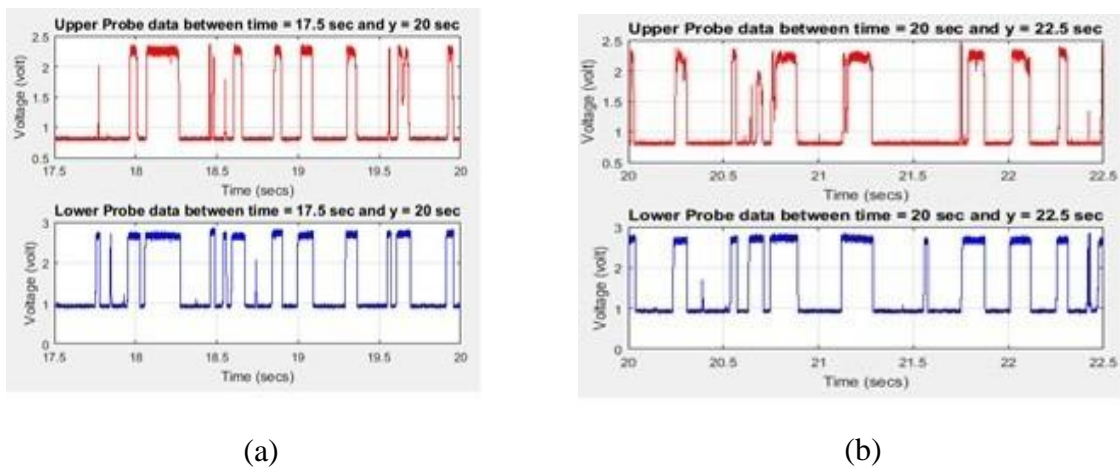 Upper Probe data between time = 17.5 sec and y = 20 sec
2.5
2
1.5
1
0.5
Voltage (volt)
17.5 18 18.5 19 19.5 20
Time (secs)
Lower Probe data between time = 17.5 sec and y = 20 sec
3
2
1
0
Voltage (volt)
17.5 18 18.5 19 19.5 20
Time (secs)
(a)
Upper Probe data between time = 20 sec and y = 22.5 sec
2.5
2
1.5
1
0.5
Voltage (volt)
20 20.5 21 21.5 22 22.5
Time (secs)
Lower Probe data between time = 20 sec and y = 22.5 sec
3
2
1
0
Voltage (volt)
20 20.5 21 21.5 22 22.5
Time (secs)
(b)